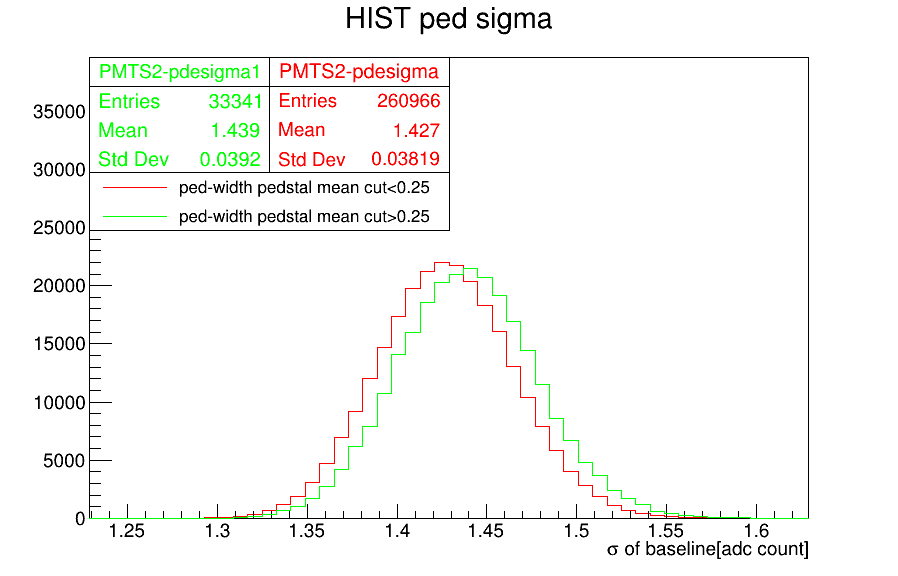 HIST ped sigma
PMTS2-pdesigma1
Entries 33341
Mean 1.439
Std Dev 0.0392
PMTS2-pdesigma
Entries 260966
Mean 1.427
Std Dev 0.03819
ped-width pedstal mean cut<0.25
ped-width pedstal mean cut>0.25
35000
30000
25000
20000
15000
10000
5000
0
1.25 1.3 1.35 1.4 1.45 1.5 1.55 1.6
σ of baseline[adc count]